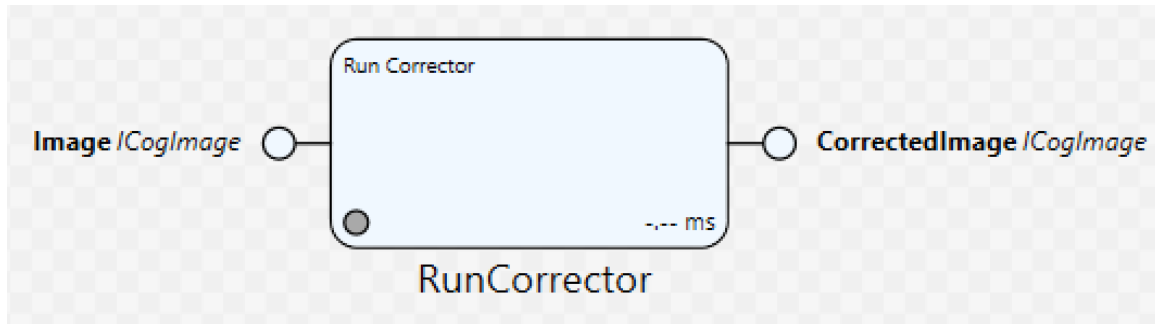 Run Corrector
Image ICogImage
CorrectedImage ICogImage
-.-- ms
RunCorrector